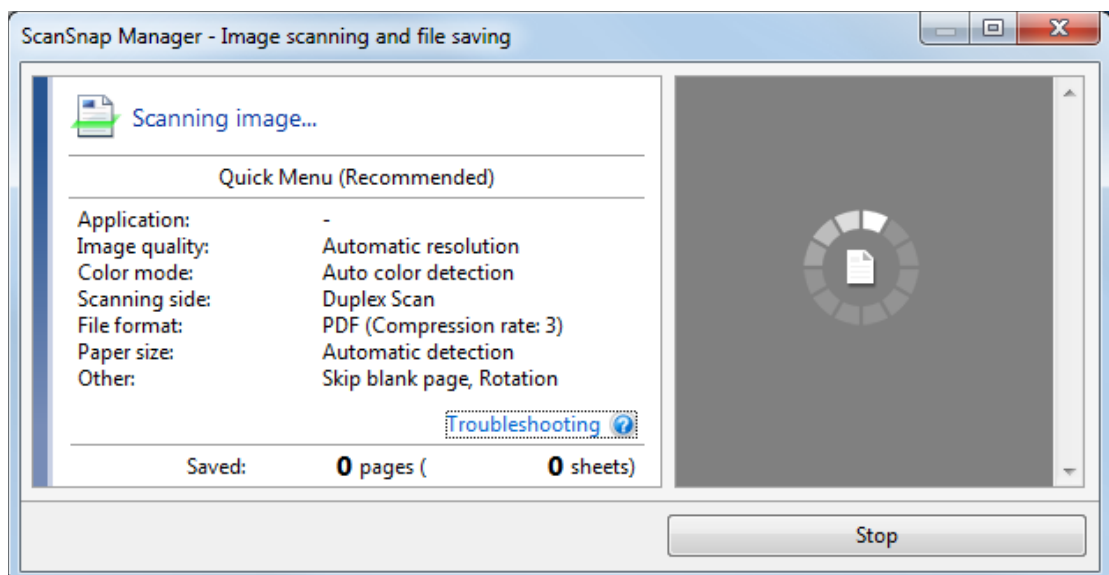 ScanSnap Manager - Image scanning and file saving
Scanning image...
Quick Menu (Recommended)
Application: -
Image quality: Automatic resolution
Color mode: Auto color detection
Scanning side: Duplex Scan
File format: PDF (Compression rate: 3)
Paper size: Automatic detection
Other: Skip blank page, Rotation
Troubleshooting ?
Saved: 0 pages ( 0 sheets)
Stop